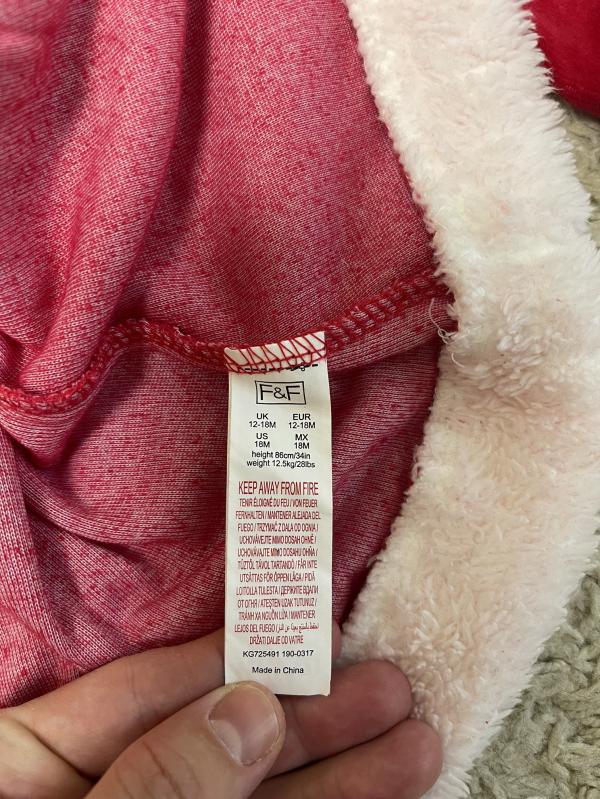 F&F
UK EUR
12-18M 12-18M
US MX
18M 18M
height 86cm/34in
weight 12.5kg/28lbs
KEEP AWAY FROM FIRE
TENIR ÉLOIGNÉ DU FEU / VON FEUER
FERNHALTEN / MANTENER ALEJADA DEL
FUEGO / TRZYMAĆ Z DALA OD OGNIA /
UCHOVÁVEJTE MIMO DOSAH OHNĚ /
UCHOVÁVAJTE MIMO DOSAHU OHŇA /
TŰZTŐL TÁVOL TARTANDÓ / FÅR INTE
UTSÄTTAS FÖR ÖPPEN LÅGA / PIDÄ
LOITOLLA TULESTA / ДЕРЖИТЕ ВДАЛИ
ОТ ОГНЯ / ATEŞTEN UZAK TUTUNUZ /
TRÁNH XA NGUỒN LỬA / MANTENER
LEJOS DEL FUEGO /
DRŽATI DALJE OD VATRE
KG725491 190-0317
Made in China